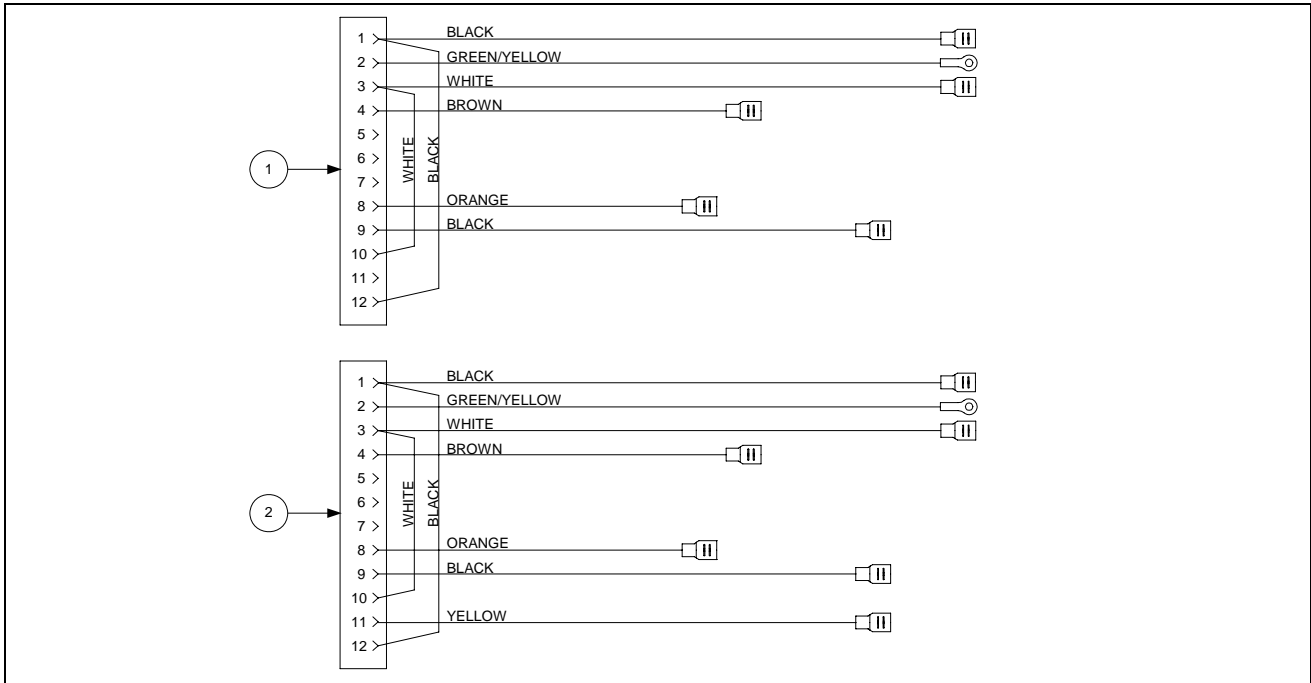 1 BLACK
2 GREEN/YELLOW
3 WHITE
4 BROWN
5
6
7
8 ORANGE
9 BLACK
10
11
12
WHITE
BLACK
1
1 BLACK
2 GREEN/YELLOW
3 WHITE
4 BROWN
5
6
7
8 ORANGE
9 BLACK
10
11 YELLOW
12
WHITE
BLACK
2